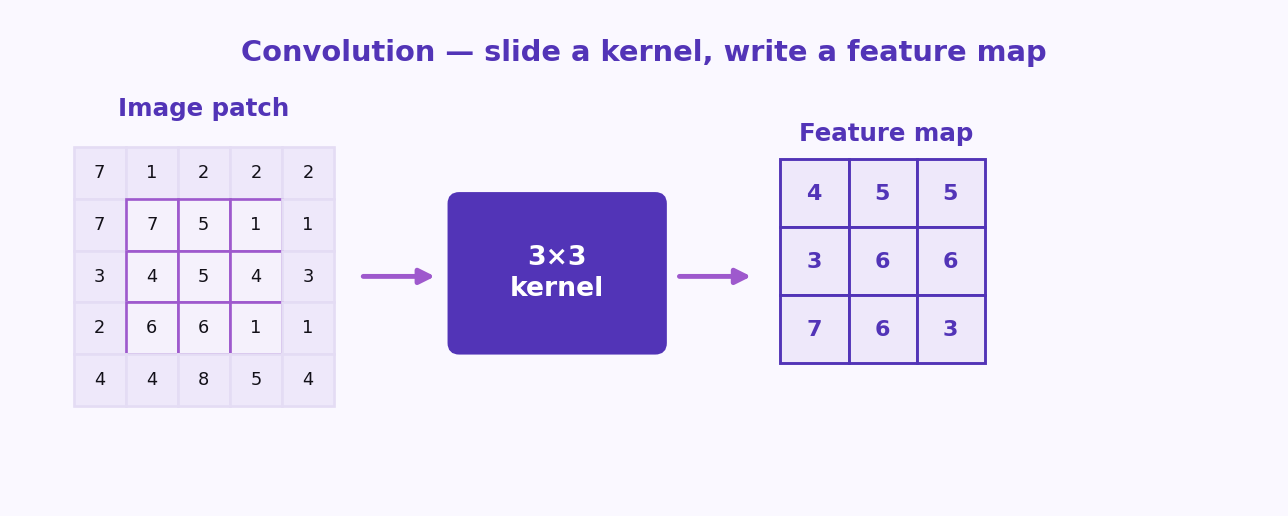 Convolution — slide a kernel, write a feature map
Image patch
7 1 2 2 2
7 7 5 1 1
3 4 5 4 3
2 6 6 1 1
4 4 8 5 4
3×3
kernel
Feature map
4 5 5
3 6 6
7 6 3